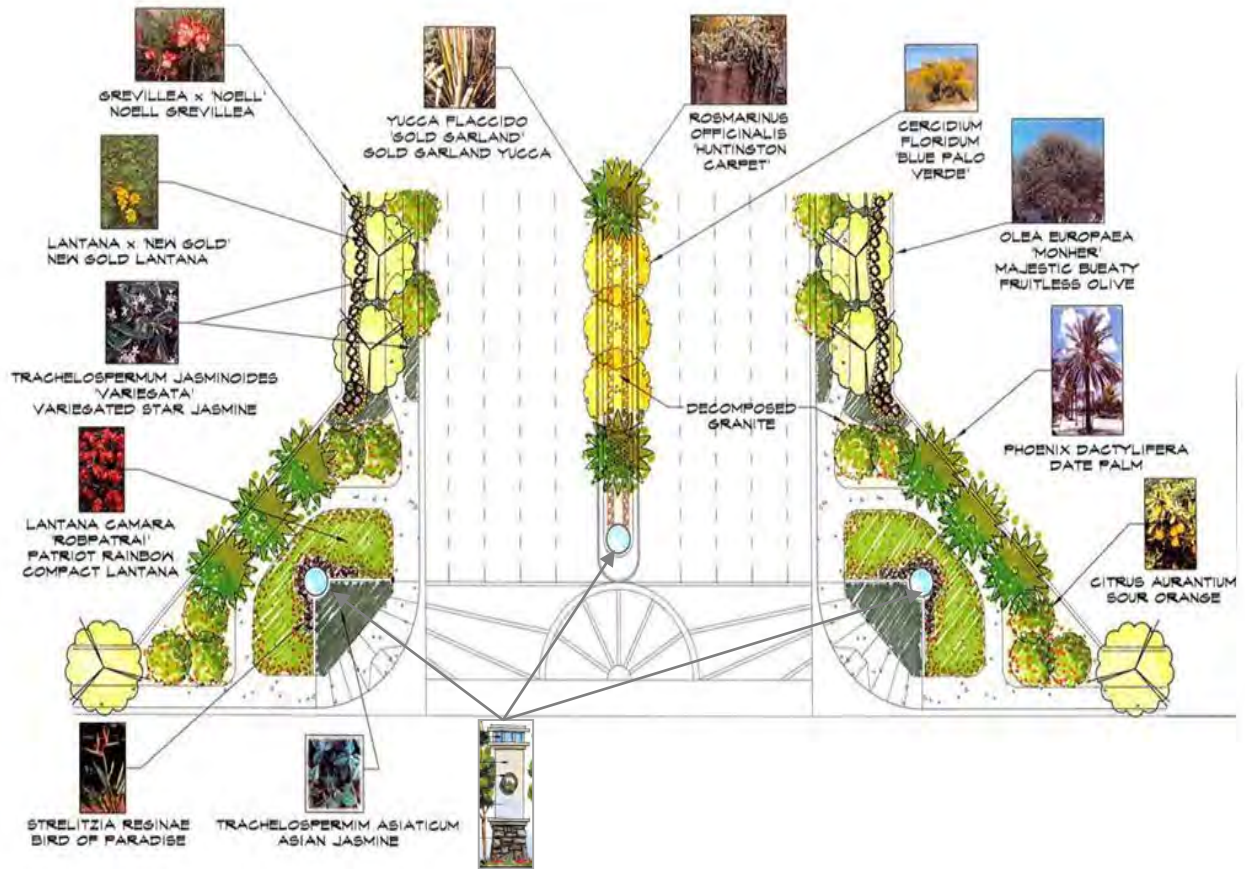 GREVILLEA x 'NOELL'
NOELL GREVILLEA
YUCCA FLACCIDO
'GOLD GARLAND'
GOLD GARLAND YUCCA
ROSMARINUS
OFFICINALIS
'HUNTINGTON
CARPET'
CERCIDIUM
FLORIDUM
'BLUE PALO
VERDE'
LANTANA x 'NEW GOLD'
NEW GOLD LANTANA
OLEA EUROPAEA
'MONHER'
MAJESTIC BUEATY
FRUITLESS OLIVE
TRACHELOSPERMUM JASMINOIDES
'VARIEGATA'
VARIEGATED STAR JASMINE
DECOMPOSED
GRANITE
PHOENIX DACTYLIFERA
DATE PALM
LANTANA CAMARA
'ROBPATRAI'
PATRIOT RAINBOW
COMPACT LANTANA
CITRUS AURANTIUM
SOUR ORANGE
STRELITZIA REGINAE
BIRD OF PARADISE
TRACHELOSPERMIM ASIATICUM
ASIAN JASMINE